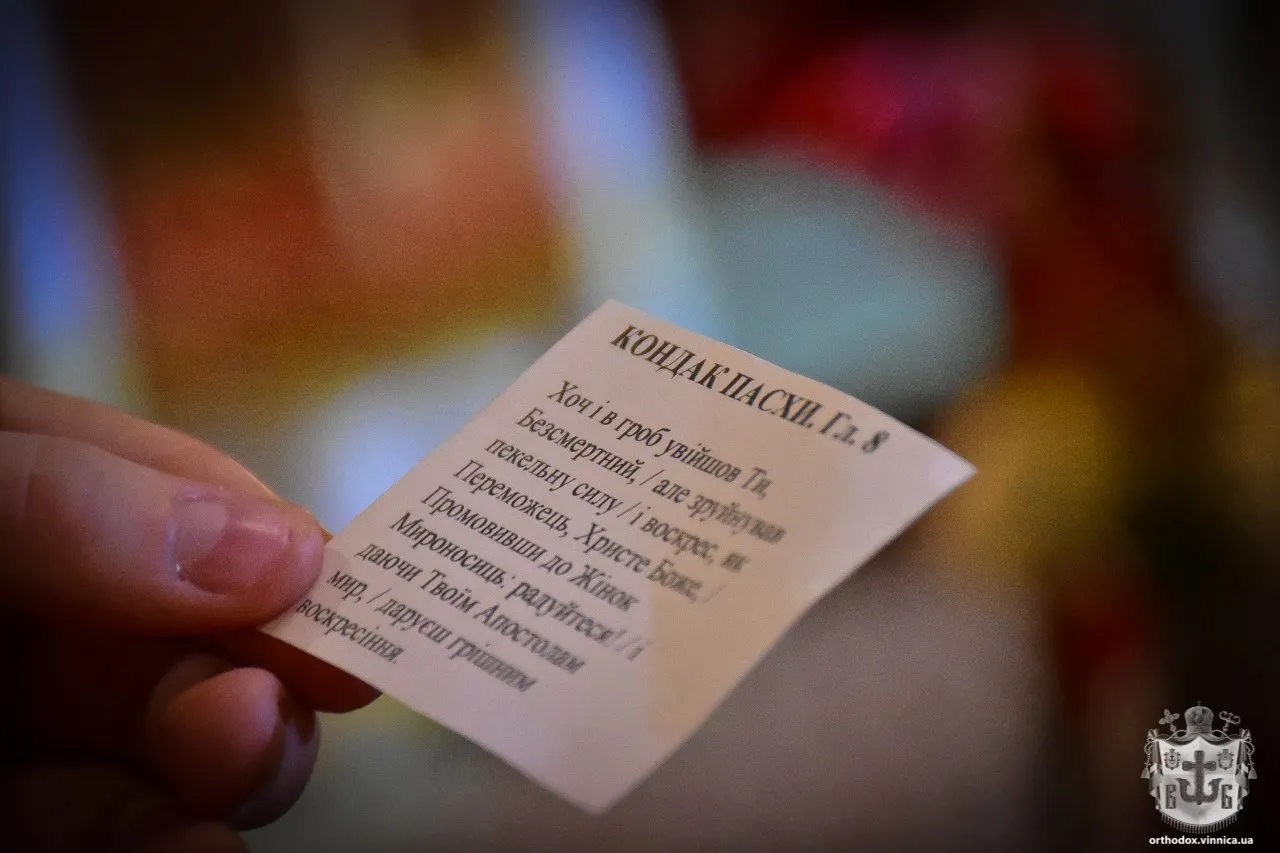 КОНДАК ПАСХИ. Гл. 8
Хоч і в гроб увійшов Ти,
Безсмертний, / але зруйнував
пекельну силу / і воскрес, як
Переможець, Христе Боже, /
Промовивши до Жінок
Мироносиць: радуйтеся! / і
даючи Твоїм Апостолам
мир, / даруєш грішним
воскресіння.
В Б
orthodox.vinnica.ua